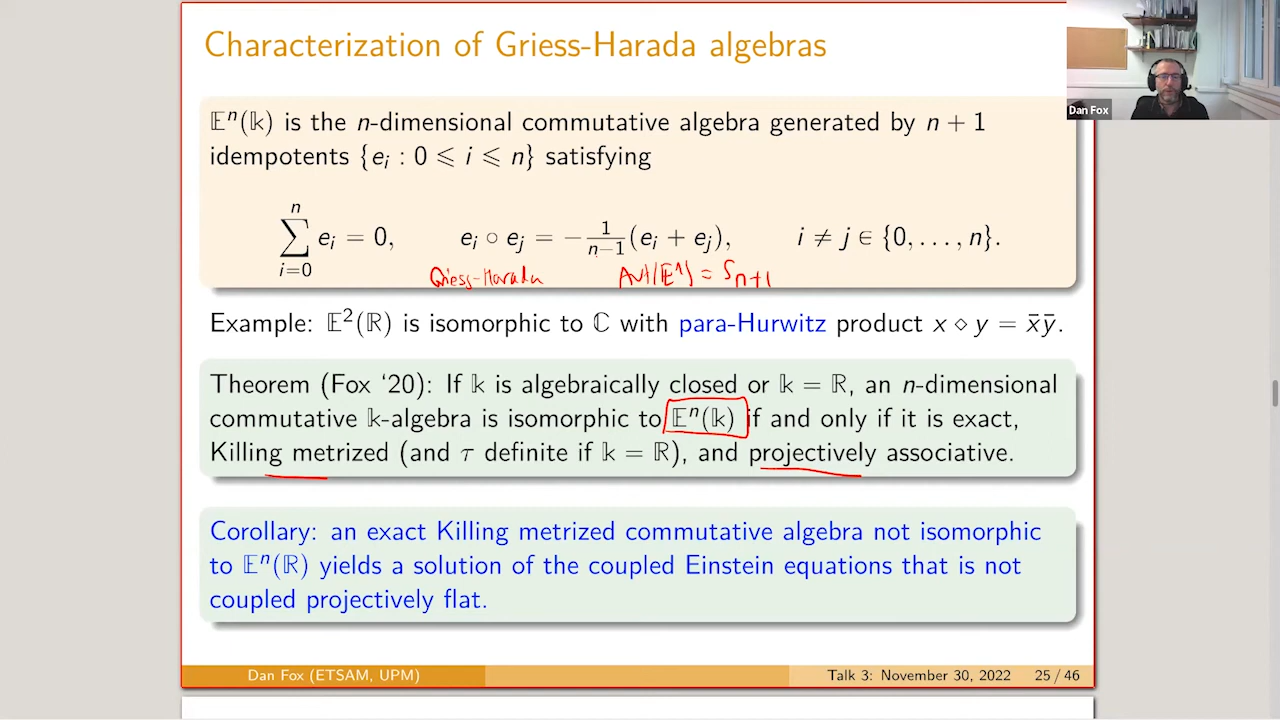 Characterization of Griess-Harada algebras
Dan Fox
𝔼ⁿ(𝕜) is the n-dimensional commutative algebra generated by n + 1
idempotents {eᵢ : 0 ⩽ i ⩽ n} satisfying
∑ᵢ₌₀ⁿ eᵢ = 0, eᵢ ∘ eⱼ = −1/(n−1) (eᵢ + eⱼ), i ≠ j ∈ {0, . . . , n}.
Griess-Harada Aut(𝔼ⁿ) = Sₙ₊₁
Example: 𝔼²(ℝ) is isomorphic to ℂ with para-Hurwitz product x ⋄ y = x̄ȳ.
Theorem (Fox ‘20): If 𝕜 is algebraically closed or 𝕜 = ℝ, an n-dimensional
commutative 𝕜-algebra is isomorphic to 𝔼ⁿ(𝕜) if and only if it is exact,
Killing metrized (and τ definite if 𝕜 = ℝ), and projectively associative.
Corollary: an exact Killing metrized commutative algebra not isomorphic
to 𝔼ⁿ(ℝ) yields a solution of the coupled Einstein equations that is not
coupled projectively flat.
Dan Fox (ETSAM, UPM) Talk 3: November 30, 2022 25 / 46